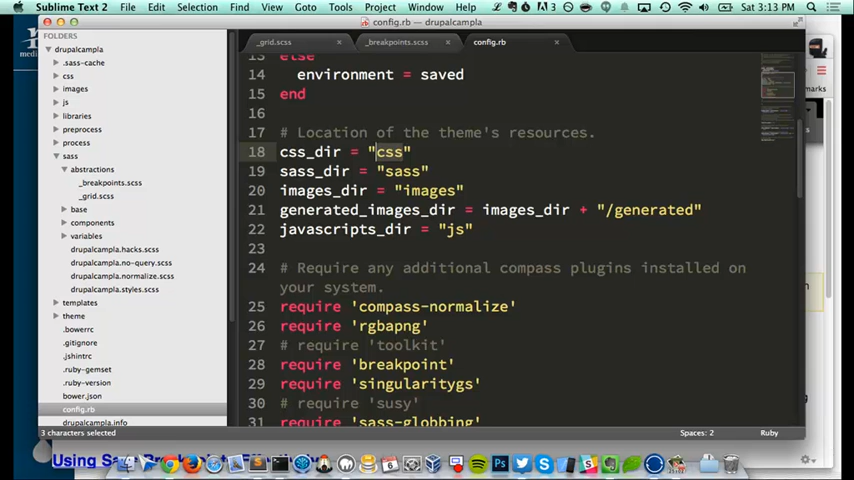 Sublime Text 2 File Edit Selection Find View Goto Tools Project Window Help
3 Sat 3:13 PM
config.rb — drupalcampla
_grid.scss × _breakpoints.scss × config.rb ×
FOLDERS
drupalcampla
.sass-cache
css
images
js
libraries
preprocess
process
sass
abstractions
_breakpoints.scss
_grid.scss
base
components
variables
drupalcampla.hacks.scss
drupalcampla.no-query.scss
drupalcampla.normalize.scss
drupalcampla.styles.scss
templates
theme
.bowerrc
.gitignore
.jshintrc
.ruby-gemset
.ruby-version
bower.json
config.rb
drupalcampla.info
13 else
14 environment = saved
15 end
16
17 # Location of the theme's resources.
18 css_dir = "css"
19 sass_dir = "sass"
20 images_dir = "images"
21 generated_images_dir = images_dir + "/generated"
22 javascripts_dir = "js"
23
24 # Require any additional compass plugins installed on
your system.
25 require 'compass-normalize'
26 require 'rgbapng'
27 # require 'toolkit'
28 require 'breakpoint'
29 require 'singularitygs'
30 # require 'susy'
31 require 'sass-globbing'
3 characters selected
Spaces: 2 Ruby
marks
Using Sass